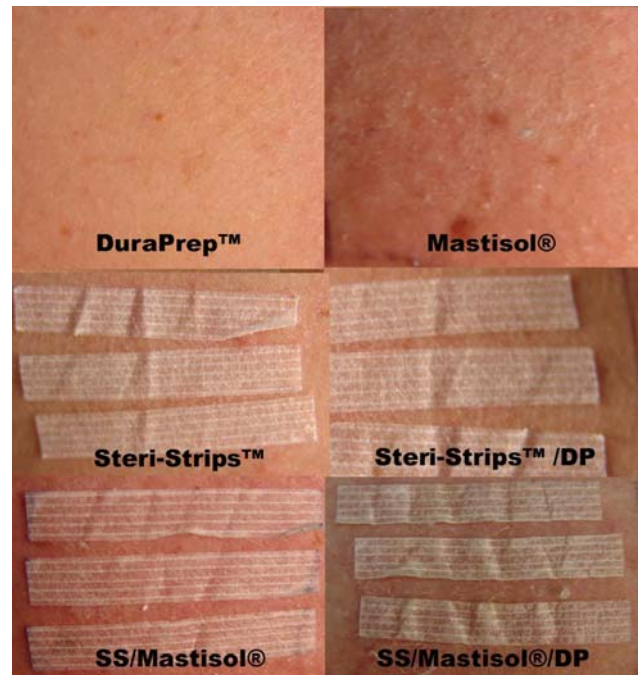 DuraPrep™
Mastisol®
Steri-Strips™
Steri-Strips™ /DP
SS/Mastisol®
SS/Mastisol®/DP